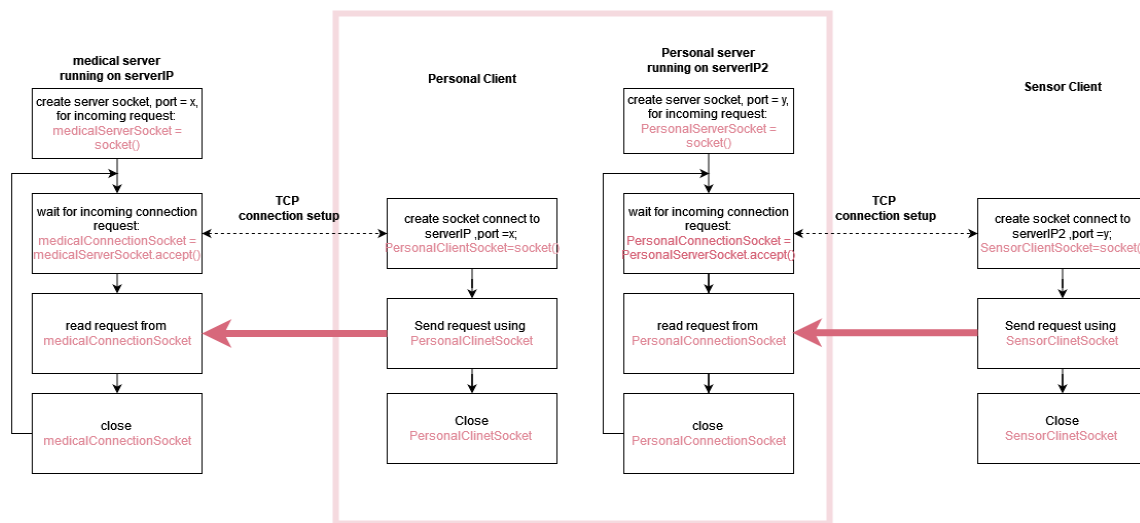 medical server
running on serverIP
create server socket, port = x,
for incoming request:
medicalServerSocket =
socket()
wait for incoming connection
request:
medicalConnectionSocket =
medicalServerSocket.accept()
read request from
medicalConnectionSocket
close
medicalConnectionSocket
TCP
connection setup
Personal Client
create socket connect to
serverIP ,port =x;
PersonalClientSocket=socket()
Send request using
PersonalClinetSocket
Close
PersonalClinetSocket
Personal server
running on serverIP2
create server socket, port = y,
for incoming request:
PersonalServerSocket =
socket()
wait for incoming connection
request:
PersonalConnectionSocket =
PersonalServerSocket.accept()
read request from
PersonalConnectionSocket
close
PersonalConnectionSocket
TCP
connection setup
Sensor Client
create socket connect to
serverIP2 ,port =y;
SensorClientSocket=socket()
Send request using
SensorClinetSocket
Close
SensorClinetSocket